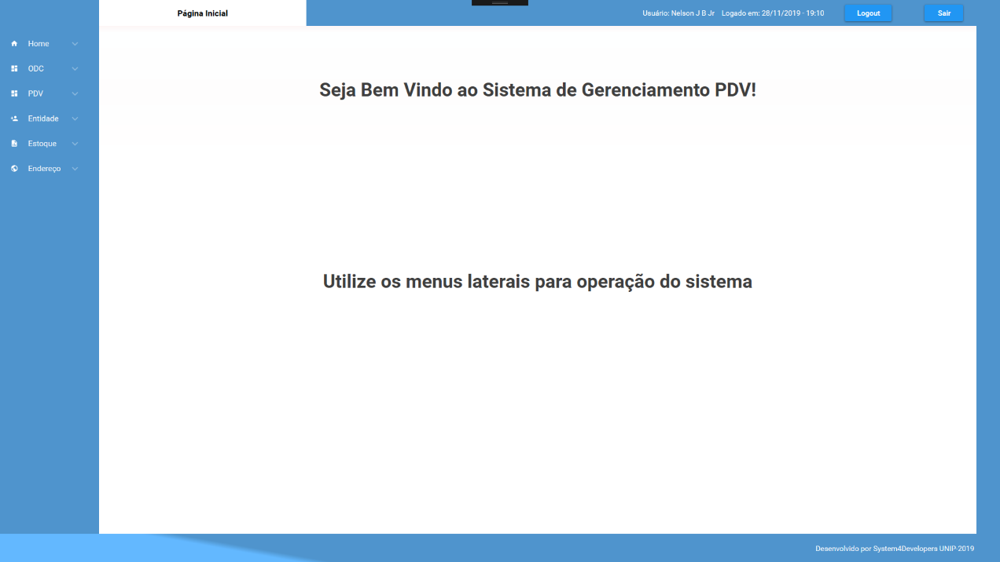 Página Inicial
Usuário: Nelson J B Jr Logado em: 28/11/2019 - 19:10
Logout
Sair
Home
ODC
PDV
Entidade
Estoque
Endereço
Seja Bem Vindo ao Sistema de Gerenciamento PDV!
Utilize os menus laterais para operação do sistema
Desenvolvido por System4Developers UNIP-2019